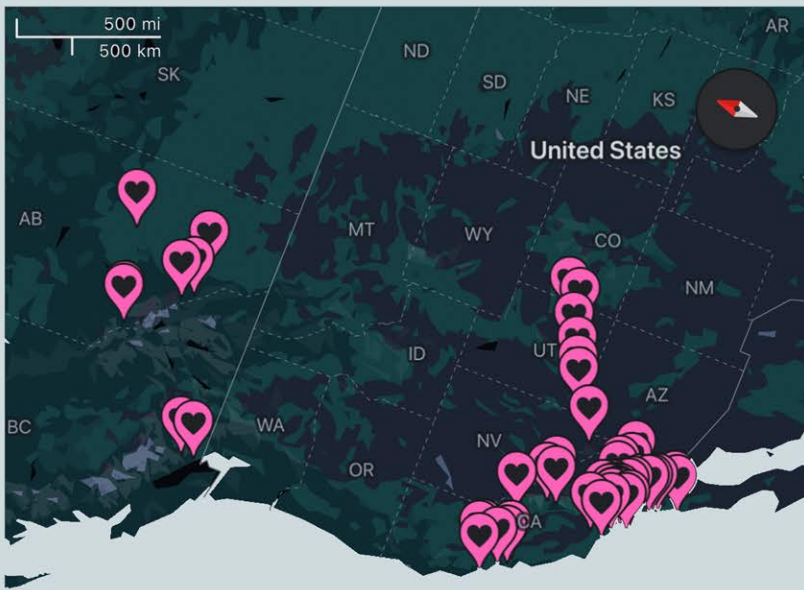 500 mi
500 km
AR
ND
SK
SD
NE
KS
United States
AB
MT
WY
CO
NM
ID
UT
AZ
BC
WA
NV
OR
CA